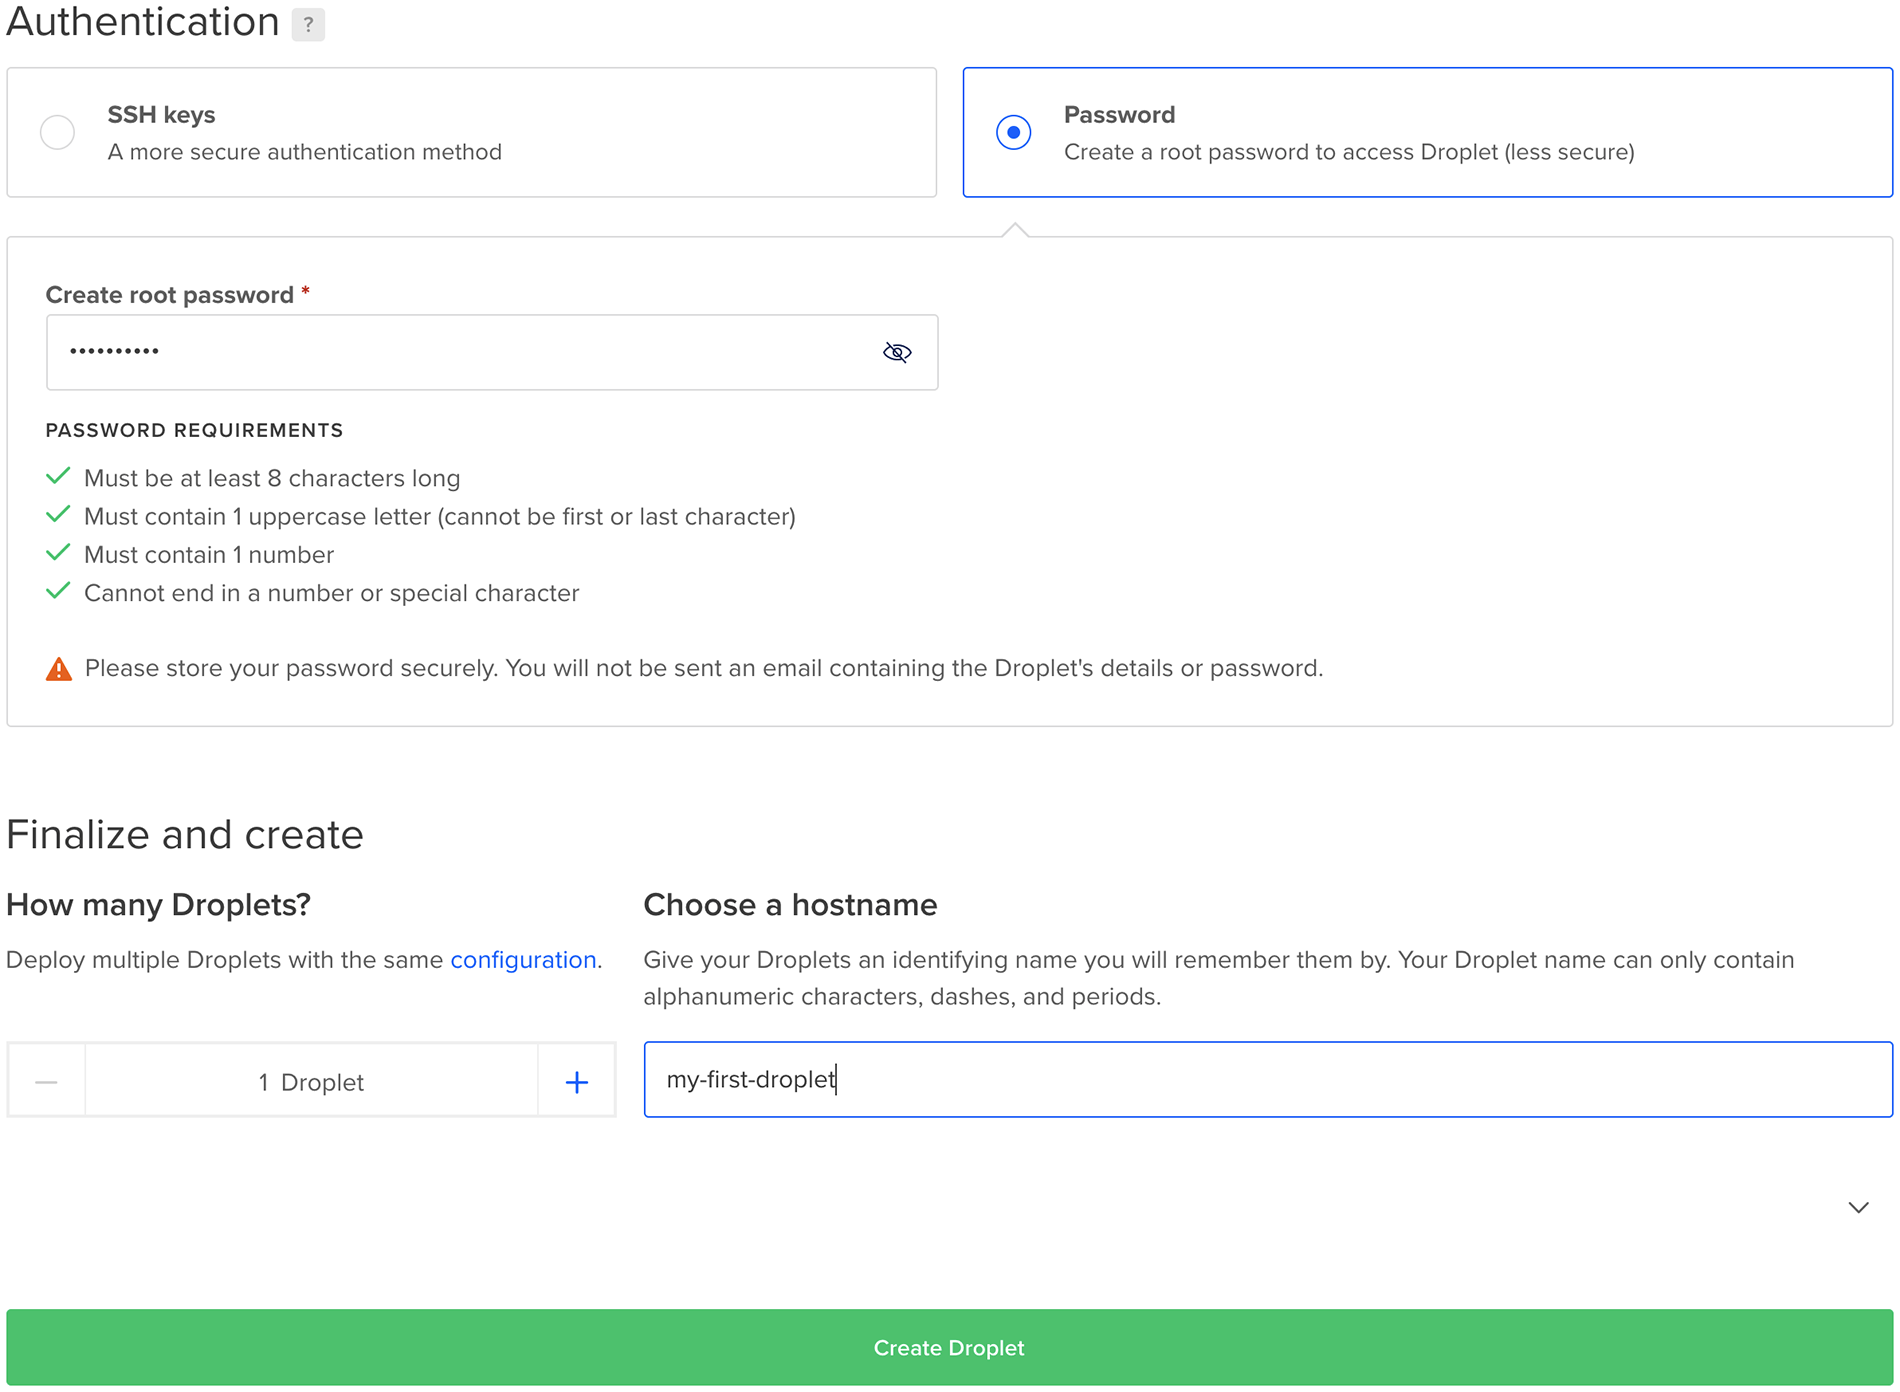 Authentication ?
SSH keys
A more secure authentication method
Password
Create a root password to access Droplet (less secure)
Create root password *
••••••••••
PASSWORD REQUIREMENTS
Must be at least 8 characters long
Must contain 1 uppercase letter (cannot be first or last character)
Must contain 1 number
Cannot end in a number or special character
Please store your password securely. You will not be sent an email containing the Droplet's details or password.
Finalize and create
How many Droplets?
Deploy multiple Droplets with the same configuration.
1 Droplet
Choose a hostname
Give your Droplets an identifying name you will remember them by. Your Droplet name can only contain
alphanumeric characters, dashes, and periods.
my-first-droplet
Create Droplet